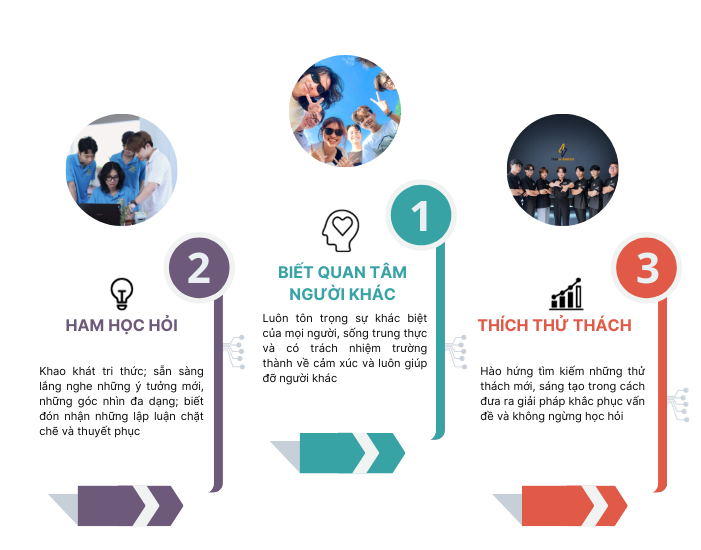 1
BIẾT QUAN TÂM
NGƯỜI KHÁC
Luôn tôn trọng sự khác biệt
của mọi người, sống trung thực
và có trách nhiệm trường
thành về cảm xúc và luôn giúp
đỡ người khác
2
HAM HỌC HỎI
Khao khát tri thức; sẵn sàng
lắng nghe những ý tưởng mới,
những góc nhìn đa dạng; biết
đón nhận những lập luận chặt
chẽ và thuyết phục
3
THÍCH THỬ THÁCH
Hào hứng tìm kiếm những thử
thách mới, sáng tạo trong cách
đưa ra giải pháp khắc phục vấn
đề và không ngừng học hỏi